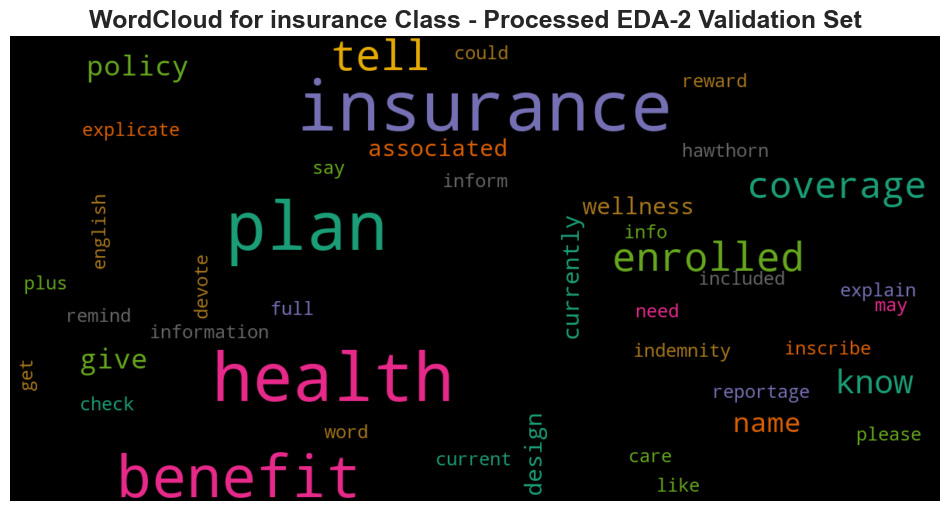 WordCloud for insurance Class - Processed EDA-2 Validation Set
tell
could
policy
reward
insurance
explicate
associated
hawthorn
say
inform
coverage
wellness
english
plan
info
currently
enrolled
included
devote
plus
explain
full
may
need
remind
information
indemnity
inscribe
give
get
health
know
reportage
check
name
word
please
design
benefit
current
care
like